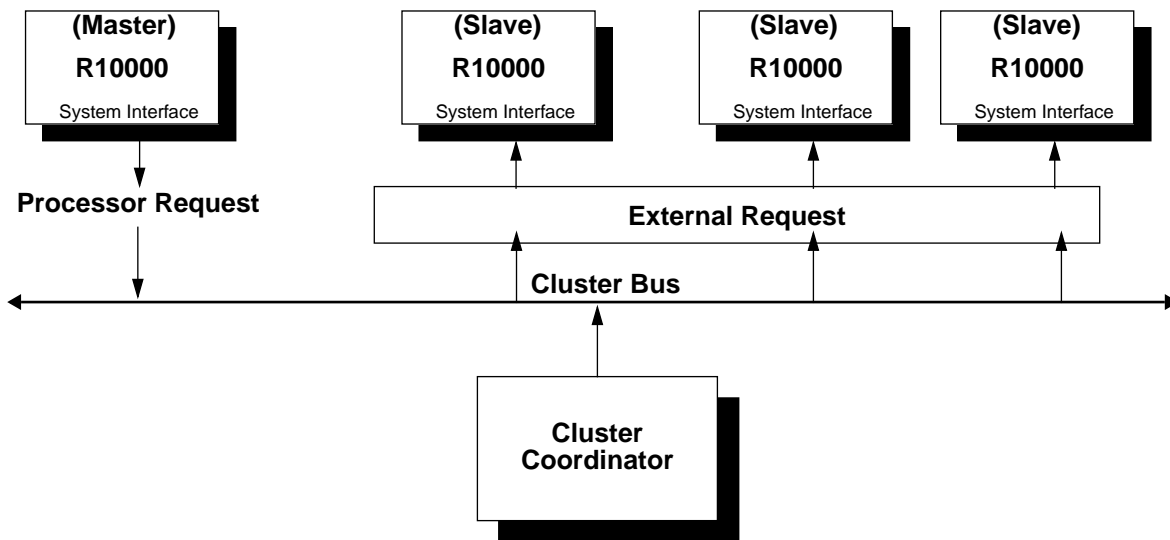 (Master)
R10000
System Interface
(Slave)
R10000
System Interface
(Slave)
R10000
System Interface
(Slave)
R10000
System Interface
Processor Request
External Request
Cluster Bus
Cluster
Coordinator